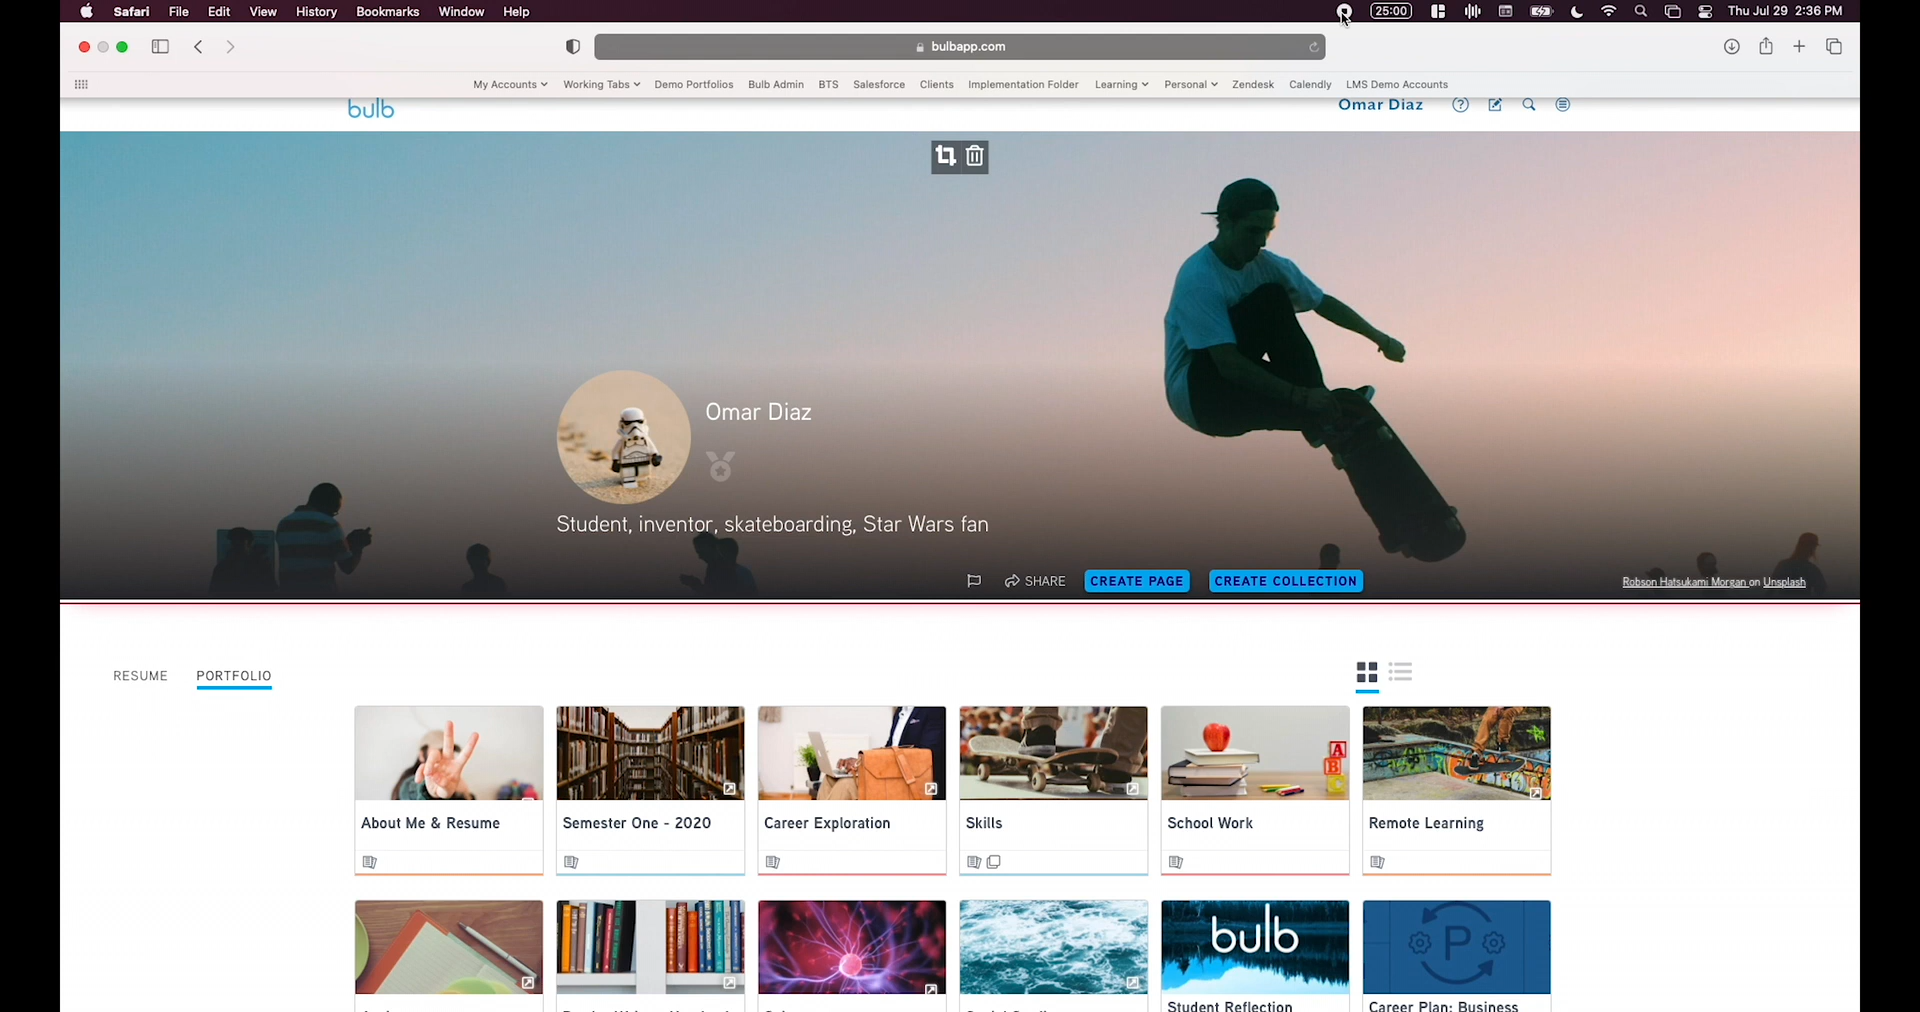 Safari File Edit View History Bookmarks Window Help 25:00 Thu Jul 29 2:36 PM
bulbapp.com
My Accounts Working Tabs Demo Portfolios Bulb Admin BTS Salesforce Clients Implementation Folder Learning Personal Zendesk Calendly LMS Demo Accounts
bulb Omar Diaz
Omar Diaz
Student, inventor, skateboarding, Star Wars fan
SHARE CREATE PAGE CREATE COLLECTION Robson Hatsukami Morgan on Unsplash
RESUME PORTFOLIO
A
B
C
About Me & Resume Semester One - 2020 Career Exploration Skills School Work Remote Learning
bulb P
Student Reflection Career Plan: Business